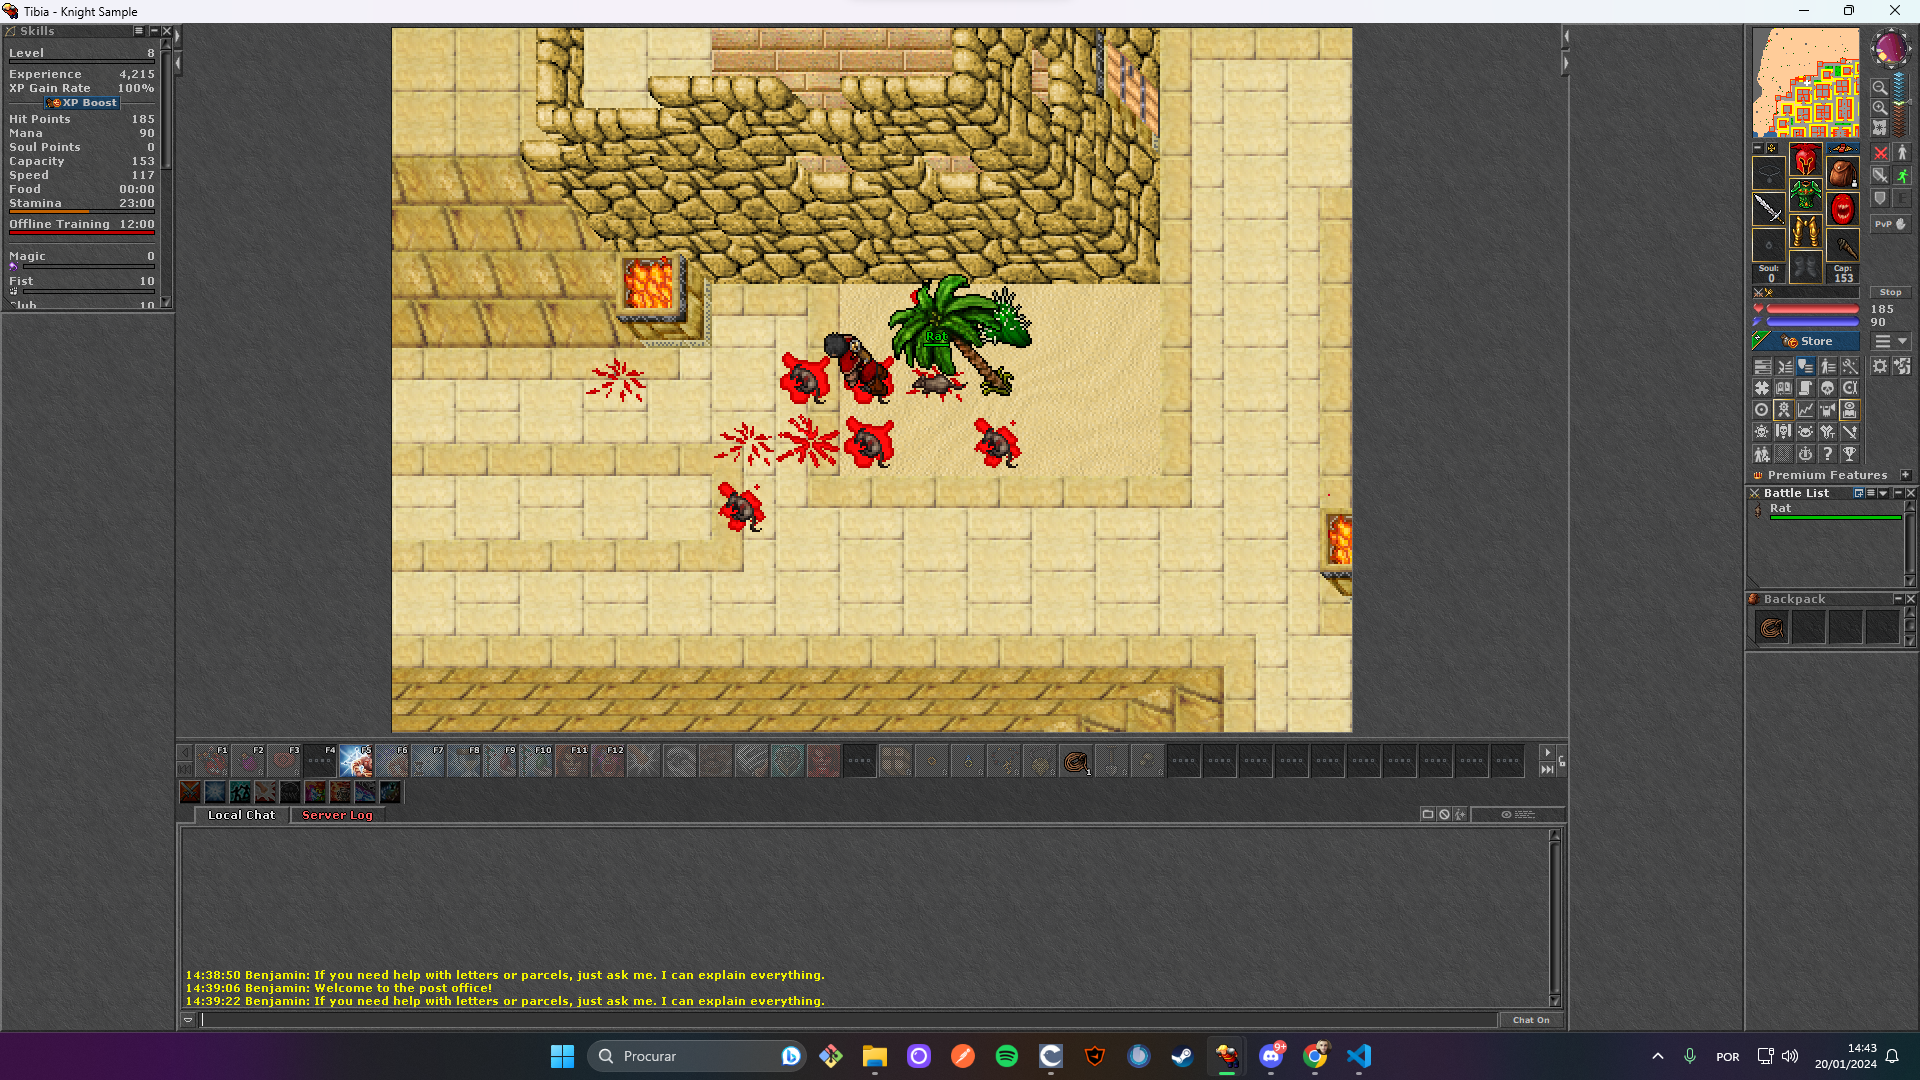 Tibia - Knight Sample
Skills
Level 8
Experience 4,215
XP Gain Rate 100%
XP Boost
Hit Points 185
Mana 90
Soul Points 0
Capacity 153
Speed 117
Food 00:00
Stamina 23:00
Offline Training 12:00
Magic 0
Fist 10
Club 10
Rat
Soul: 0
Cap: 153
PvP
Stop
185
90
Store
Premium Features
Battle List
Rat
Backpack
F1 F2 F3 F4 F5 F6 F7 F8 F9 F10 F11 F12
1
Local Chat
Server Log
14:38:50 Benjamin: If you need help with letters or parcels, just ask me. I can explain everything.
14:39:06 Benjamin: Welcome to the post office!
14:39:22 Benjamin: If you need help with letters or parcels, just ask me. I can explain everything.
Chat On
Procurar
9+
POR
14:43
20/01/2024